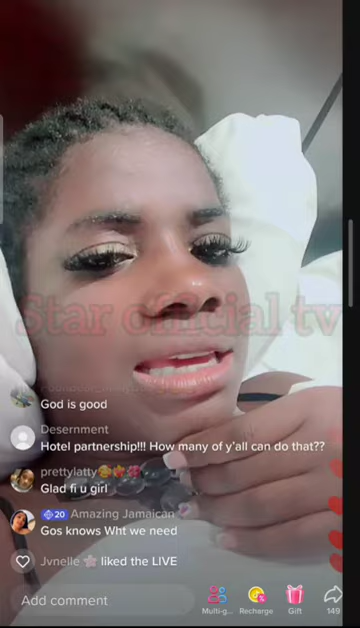 Star official tv
God is good
Desernment
Hotel partnership!!! How many of y'all can do that??
prettylatty
Glad fi u girl
20 Amazing Jamaican
Gos knows Wht we need
Jvnelle 🌸 liked the LIVE
Add comment
Multi-g...
Recharge
Gift
149